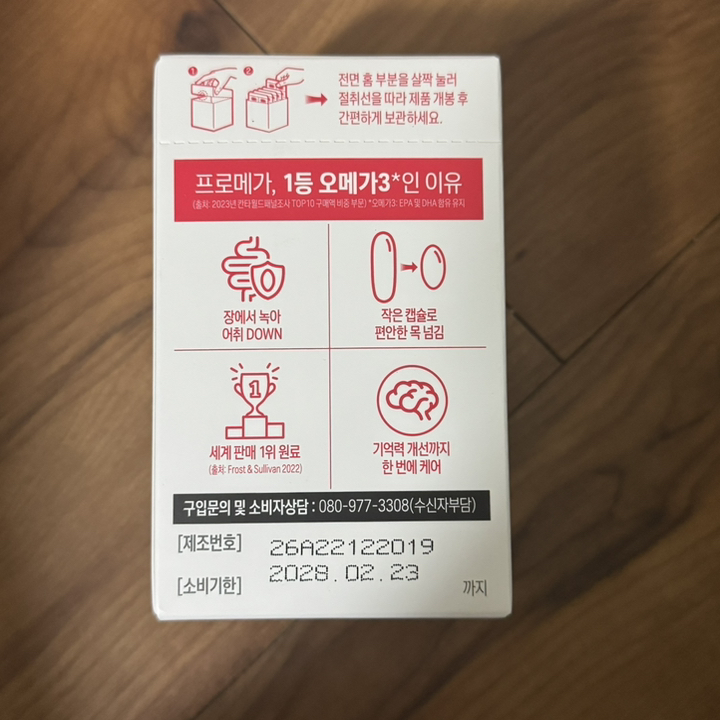 1
2
전면 홈 부분을 살짝 눌러
절취선을 따라 제품 개봉 후
간편하게 보관하세요.
프로메가, 1등 오메가3*인 이유
(출처: 2023년 칸타월드패널조사 TOP10 구매액 비중 부문) *오메가3: EPA 및 DHA 함유 유지
장에서 녹아
어취 DOWN
작은 캡슐로
편안한 목 넘김
1
세계 판매 1위 원료
(출처: Frost & Sullivan 2022)
기억력 개선까지
한 번에 케어
구입문의 및 소비자상담 : 080-977-3308(수신자부담)
[제조번호] 26A22122019
[소비기한] 2028.02.23 까지